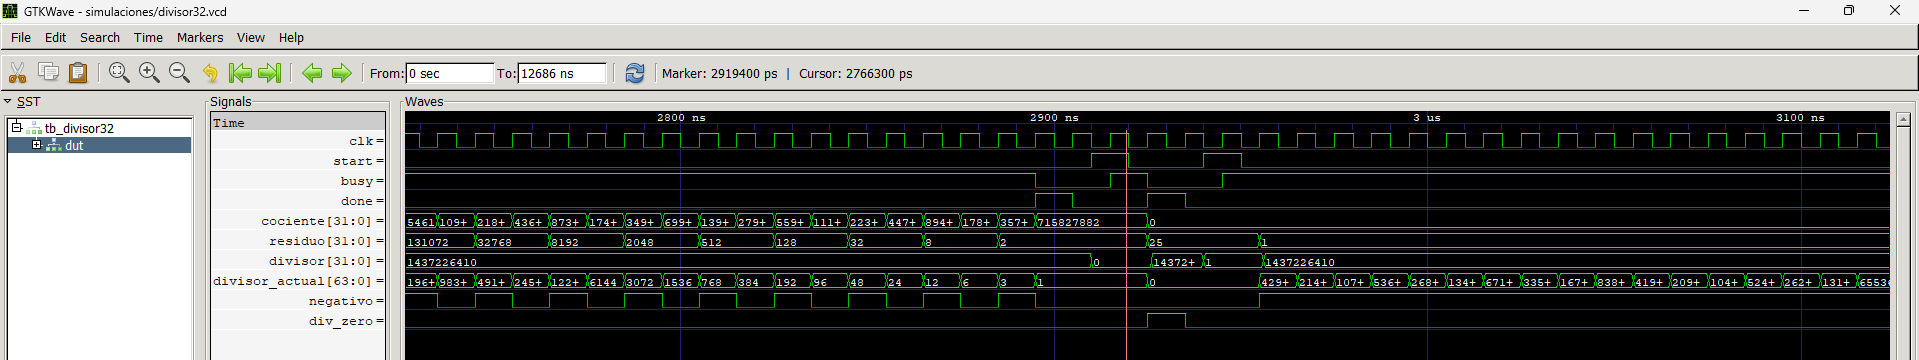 GTKWave - simulaciones/divisor32.vcd
File Edit Search Time Markers View Help
From: 0 sec To: 12686 ns Marker: 2919400 ps | Cursor: 2766300 ps
SST
tb_divisor32
dut
Signals
Waves
Time
2800 ns 2900 ns 3 us 3100 ns
clk=
start=
busy=
done=
cociente[31:0]= 5461 109+ 218+ 436+ 873+ 174+ 349+ 699+ 139+ 279+ 559+ 111+ 223+ 447+ 894+ 178+ 357+ 715827882 0
residuo[31:0]= 131072 32768 8192 2048 512 128 32 8 2 25 1
divisor[31:0]= 1437226410 0 14372+ 1 1437226410
divisor_actual[63:0]= 196+ 983+ 491+ 245+ 122+ 6144 3072 1536 768 384 192 96 48 24 12 6 3 1 0 429+ 214+ 107+ 536+ 268+ 134+ 671+ 335+ 167+ 838+ 419+ 209+ 104+ 524+ 262+ 131+ 6553
negativo=
div_zero=